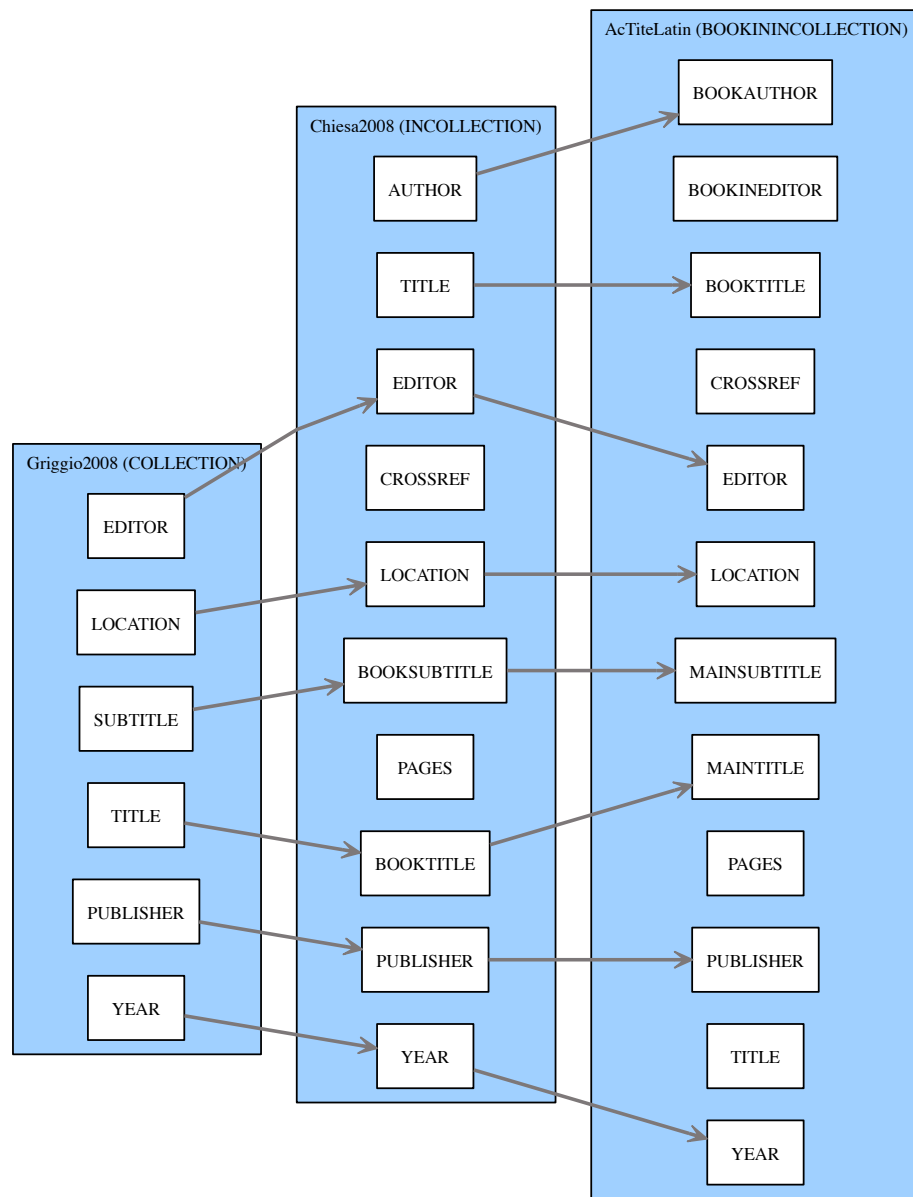 Griggio2008 (COLLECTION)
EDITOR
LOCATION
SUBTITLE
TITLE
PUBLISHER
YEAR
Chiesa2008 (INCOLLECTION)
AUTHOR
TITLE
EDITOR
CROSSREF
LOCATION
BOOKSUBTITLE
PAGES
BOOKTITLE
PUBLISHER
YEAR
AcTiteLatin (BOOKININCOLLECTION)
BOOKAUTHOR
BOOKINEDITOR
BOOKTITLE
CROSSREF
EDITOR
LOCATION
MAINSUBTITLE
MAINTITLE
PAGES
PUBLISHER
TITLE
YEAR